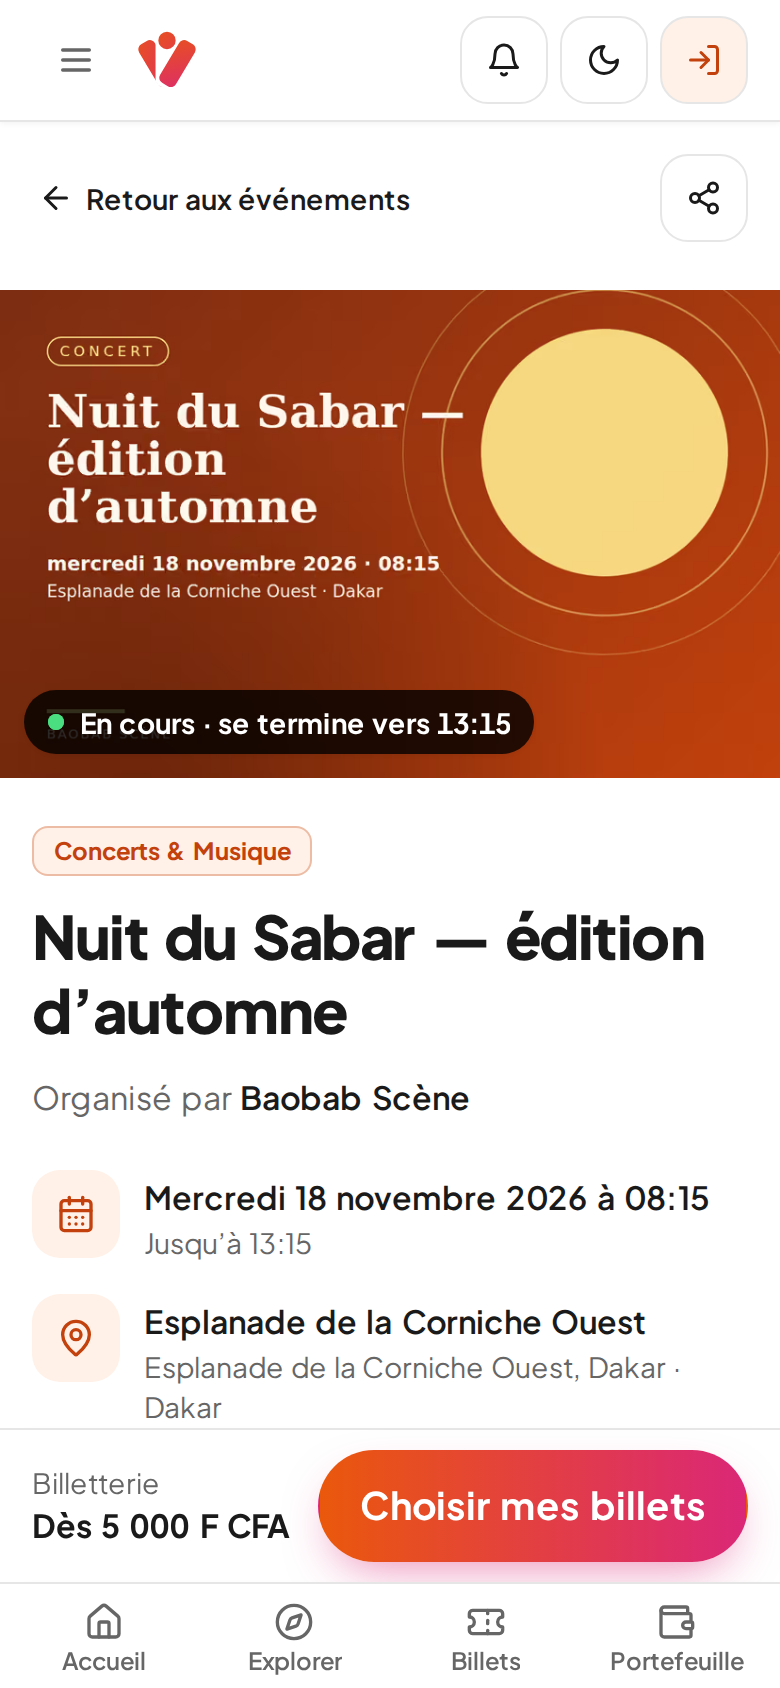 Retour aux événements
CONCERT
Nuit du Sabar —
édition
d’automne
mercredi 18 novembre 2026 · 08:15
Esplanade de la Corniche Ouest · Dakar
En cours · se termine vers 13:15
BAOBAB SCÈNE
Concerts & Musique
Nuit du Sabar — édition
d’automne
Organisé par Baobab Scène
Mercredi 18 novembre 2026 à 08:15
Jusqu’à 13:15
Esplanade de la Corniche Ouest
Esplanade de la Corniche Ouest, Dakar ·
Dakar
Billetterie
Dès 5 000 F CFA
Choisir mes billets
Accueil
Explorer
Billets
Portefeuille